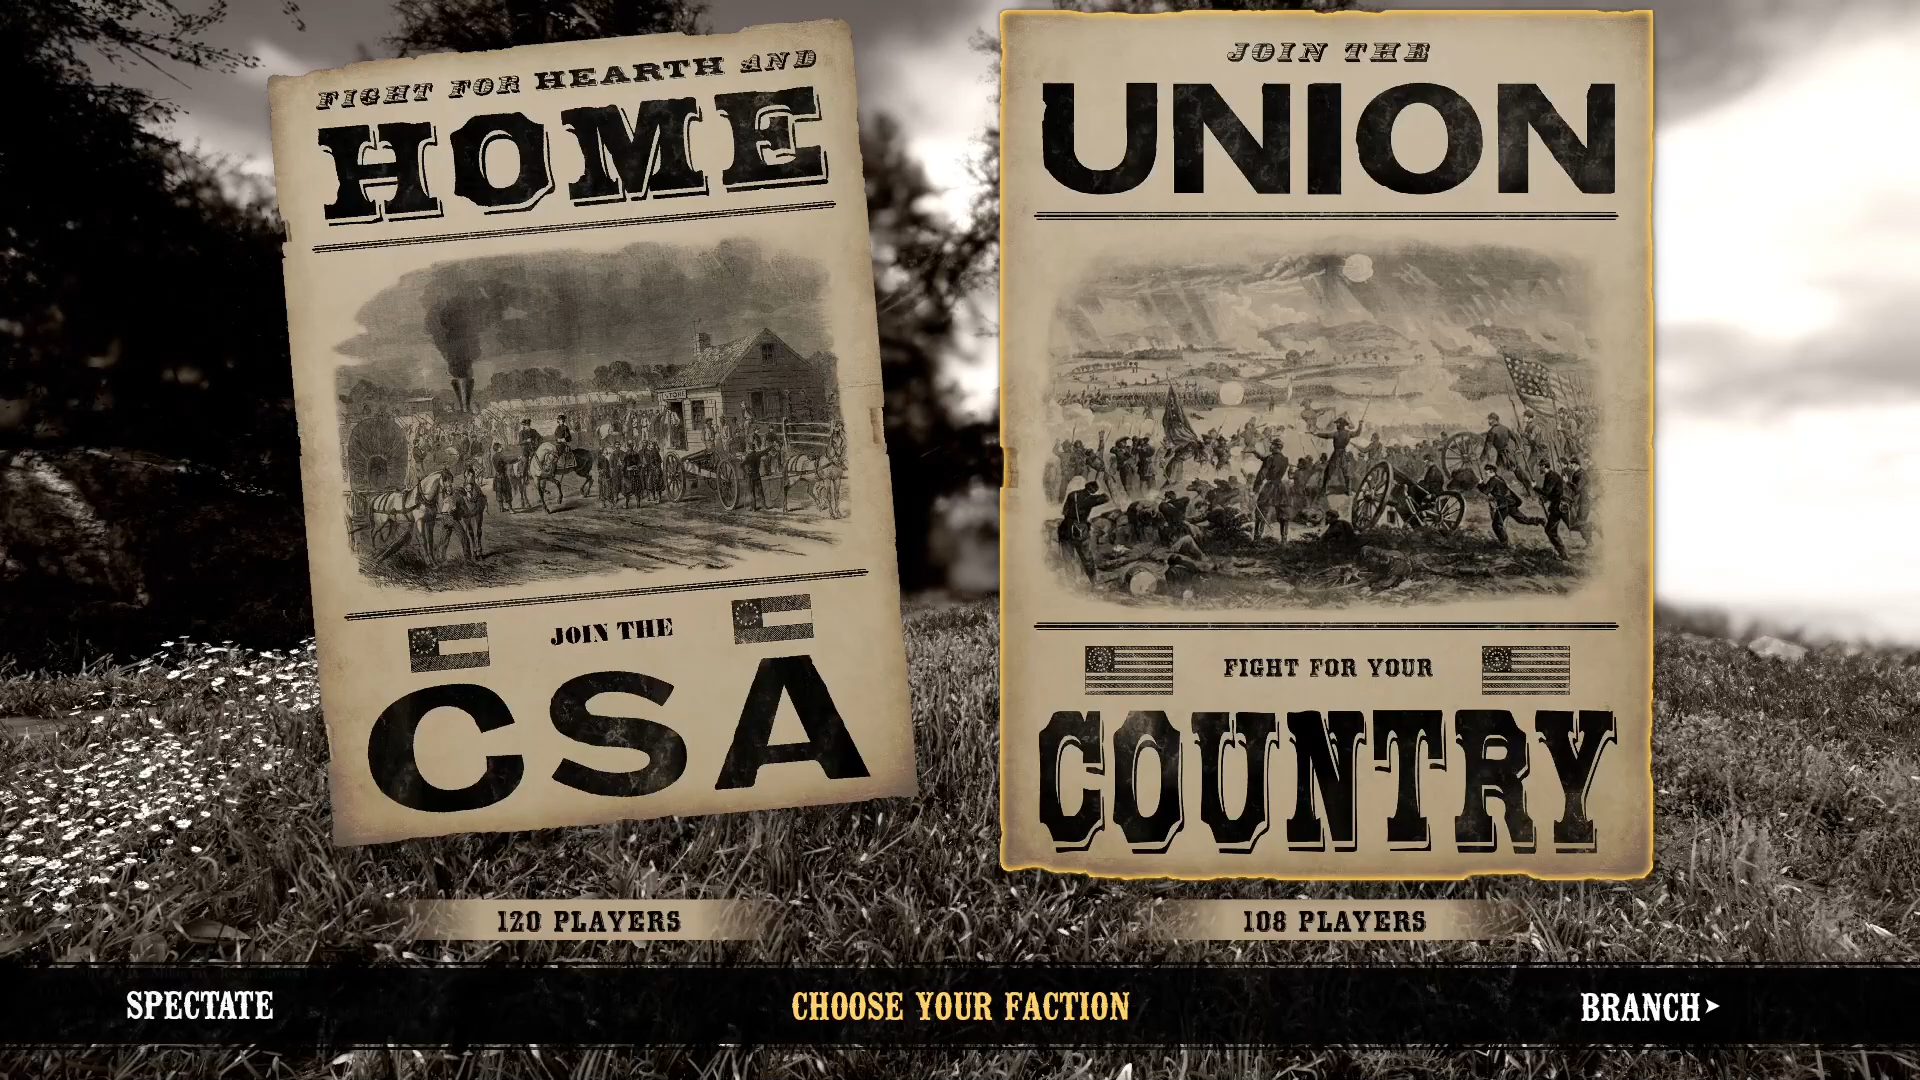 FIGHT FOR HEARTH AND
HOME
STORE
JOIN THE
CSA
120 PLAYERS
JOIN THE
UNION
FIGHT FOR YOUR
COUNTRY
108 PLAYERS
SPECTATE
CHOOSE YOUR FACTION
BRANCH